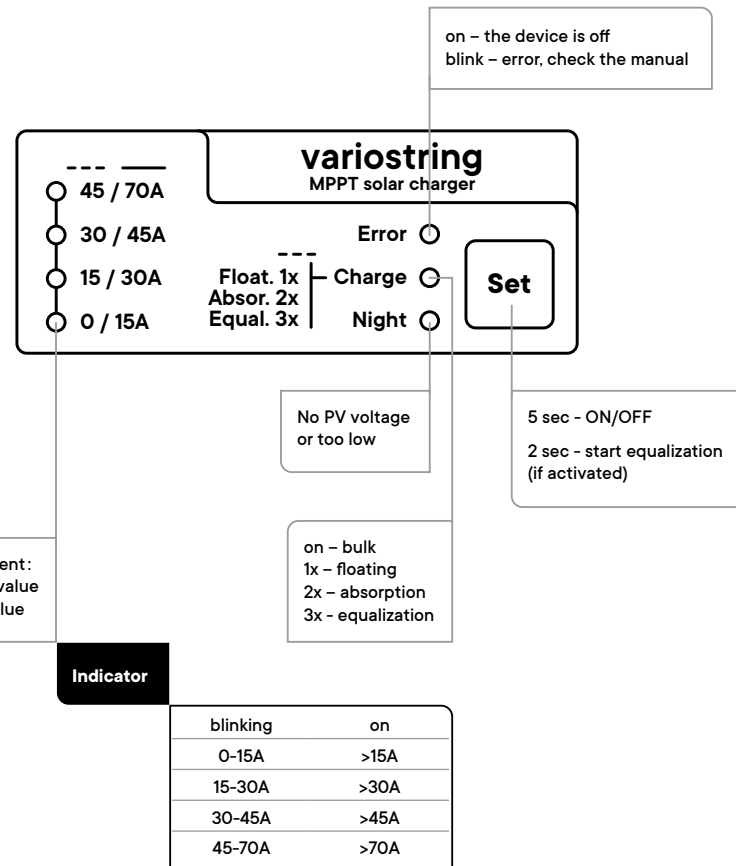 on – the device is off
blink – error, check the manual
variostring
MPPT solar charger
45 / 70A
30 / 45A
15 / 30A
0 / 15A
Error
Float. 1x
Absor. 2x
Equal. 3x
Charge
Night
Set
No PV voltage
or too low
5 sec - ON/OFF
2 sec - start equalization
(if activated)
on – bulk
1x – floating
2x – absorption
3x - equalization
value
Indicator
blinking on
0-15A >15A
15-30A >30A
30-45A >45A
45-70A >70A